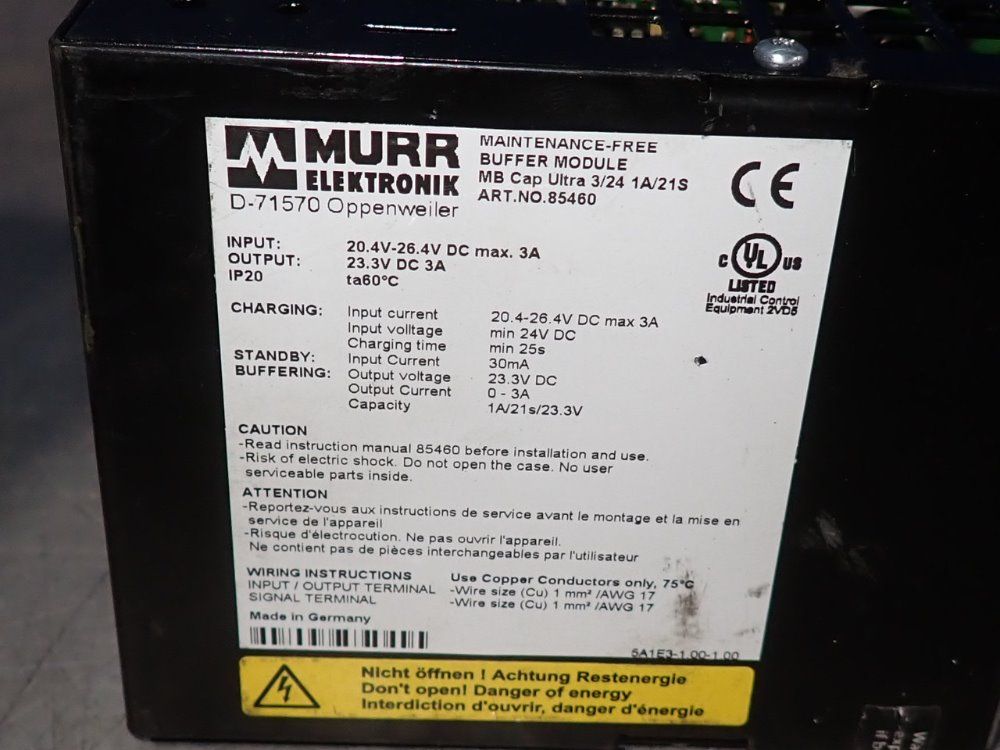 MURR
ELEKTRONIK
D-71570 Oppenweiler
MAINTENANCE-FREE
BUFFER MODULE
MB Cap Ultra 3/24 1A/21S
ART.NO.85460
CE
INPUT: 20.4V-26.4V DC max. 3A
OUTPUT: 23.3V DC 3A
IP20 ta60°C
C UL US
LISTED
Industrial Control
Equipment 2VD5
CHARGING: Input current 20.4-26.4V DC max 3A
Input volltage min 24V DC
Charging time min 25s
STANDBY: Input Current 30mA
BUFFERING: Output voltage 23.3V DC
Output Current 0 - 3A
Capacity 1A/21s/23.3V
CAUTION
-Read instruction manual 85460 before installation and use.
-Risk of electric shock. Do not open the case. No user
serviceable parts inside.
ATTENTION
-Reportez-vous aux instructions de service avant le montage et la mise en
service de l'appareil
-Risque d'électrocution. Ne pas ouvrir l'appareil.
Ne contient pas de pièces interchangeables par l'utilisateur
WIRING INSTRUCTIONS Use Copper Conductors only, 75°C
INPUT / OUTPUT TERMINAL -Wire size (Cu) 1 mm² /AWG 17
SIGNAL TERMINAL -Wire size (Cu) 1 mm² /AWG 17
Made in Germany
5A1E3-1.00-1.00
Nicht öffnen ! Achtung Restenergie
Don't open! Danger of energy
Interdiction d'ouvrir, danger d'énergie